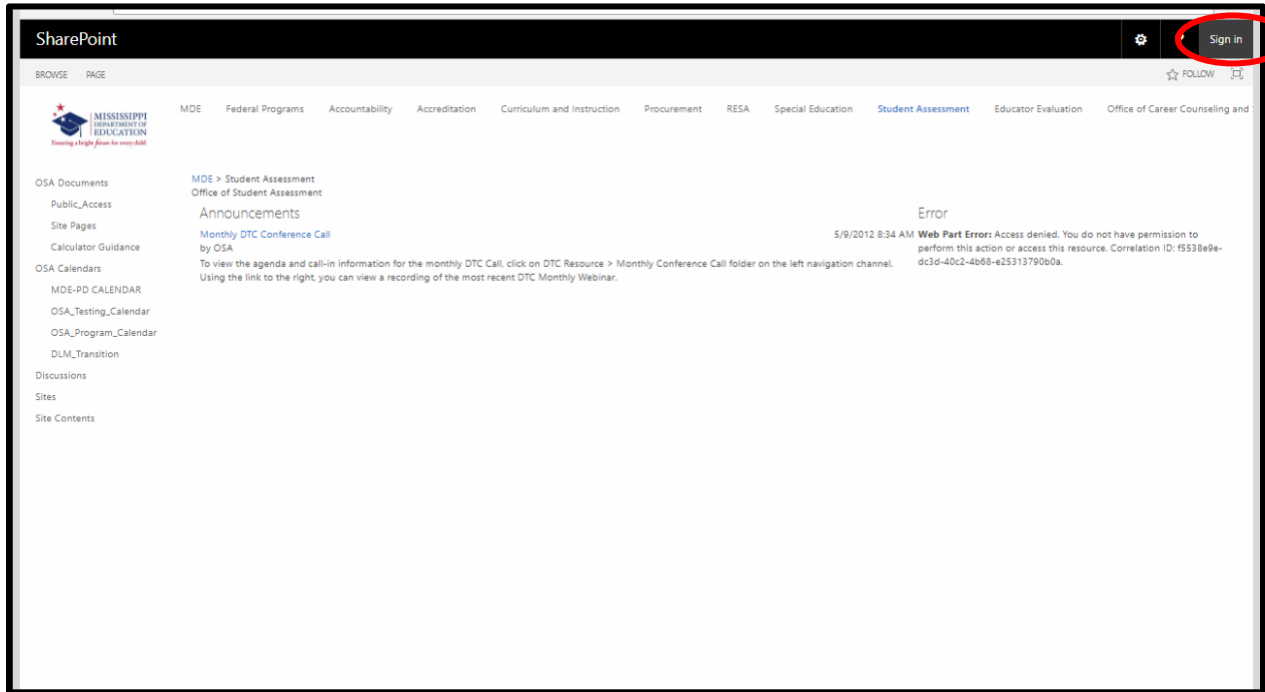 SharePoint
Sign in
BROWSE PAGE
FOLLOW
MISSISSIPPI
DEPARTMENT OF
EDUCATION
Ensuring a bright future for every child
MDE Federal Programs Accountability Accreditation Curriculum and Instruction Procurement RESA Special Education Student Assessment Educator Evaluation Office of Career Counseling and
OSA Documents
Public_Access
Site Pages
Calculator Guidance
OSA Calendars
MDE-PD CALENDAR
OSA_Testing_Calendar
OSA_Program_Calendar
DLM_Transition
Discussions
Sites
Site Contents
MDE > Student Assessment
Office of Student Assessment
Announcements
Monthly DTC Conference Call 5/9/2012 8:34 AM
by OSA
To view the agenda and call-in information for the monthly DTC Call, click on DTC Resource > Monthly Conference Call folder on the left navigation channel.
Using the link to the right, you can view a recording of the most recent DTC Monthly Webinar.
Error
Web Part Error: Access denied. You do not have permission to
perform this action or access this resource. Correlation ID: f5538e9e-
dc3d-40c2-4b68-e25313790b0a.